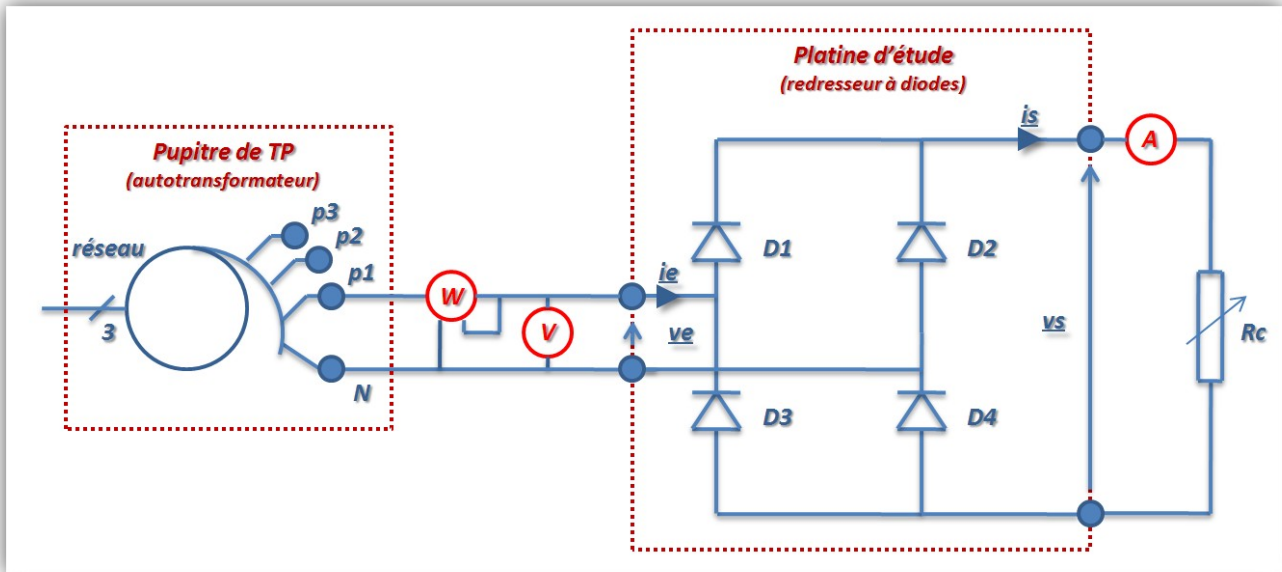 Platine d'étude
(redresseur à diodes)
is
A
Pupitre de TP
(autotransformateur)
réseau
p3
p2
p1
3
N
W
V
ie
ve
D1
D2
D3
D4
vs
Rc